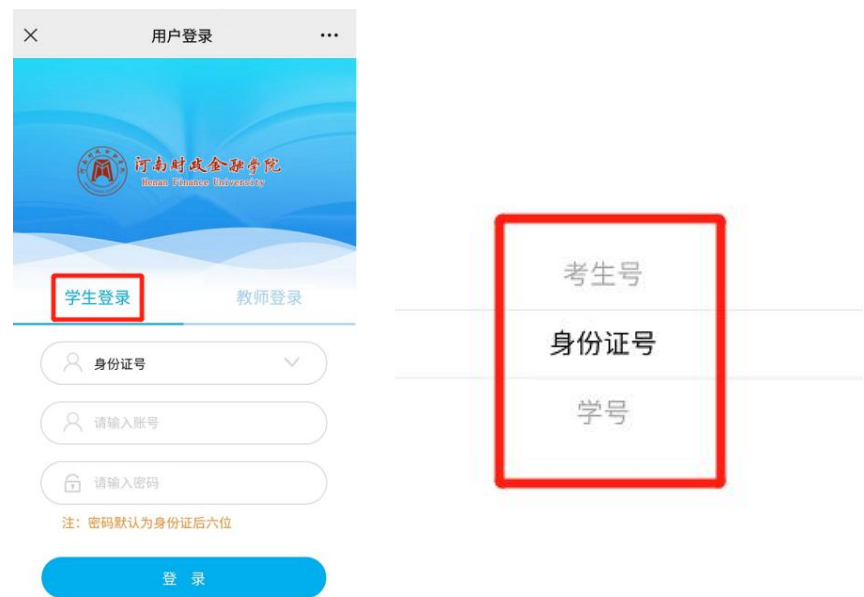 用户登录
河南财政金融学院
Henan Finance University
学生登录
教师登录
身份证号
请输入账号
请输入密码
注：密码默认为身份证后六位
登 录
考生号
身份证号
学号